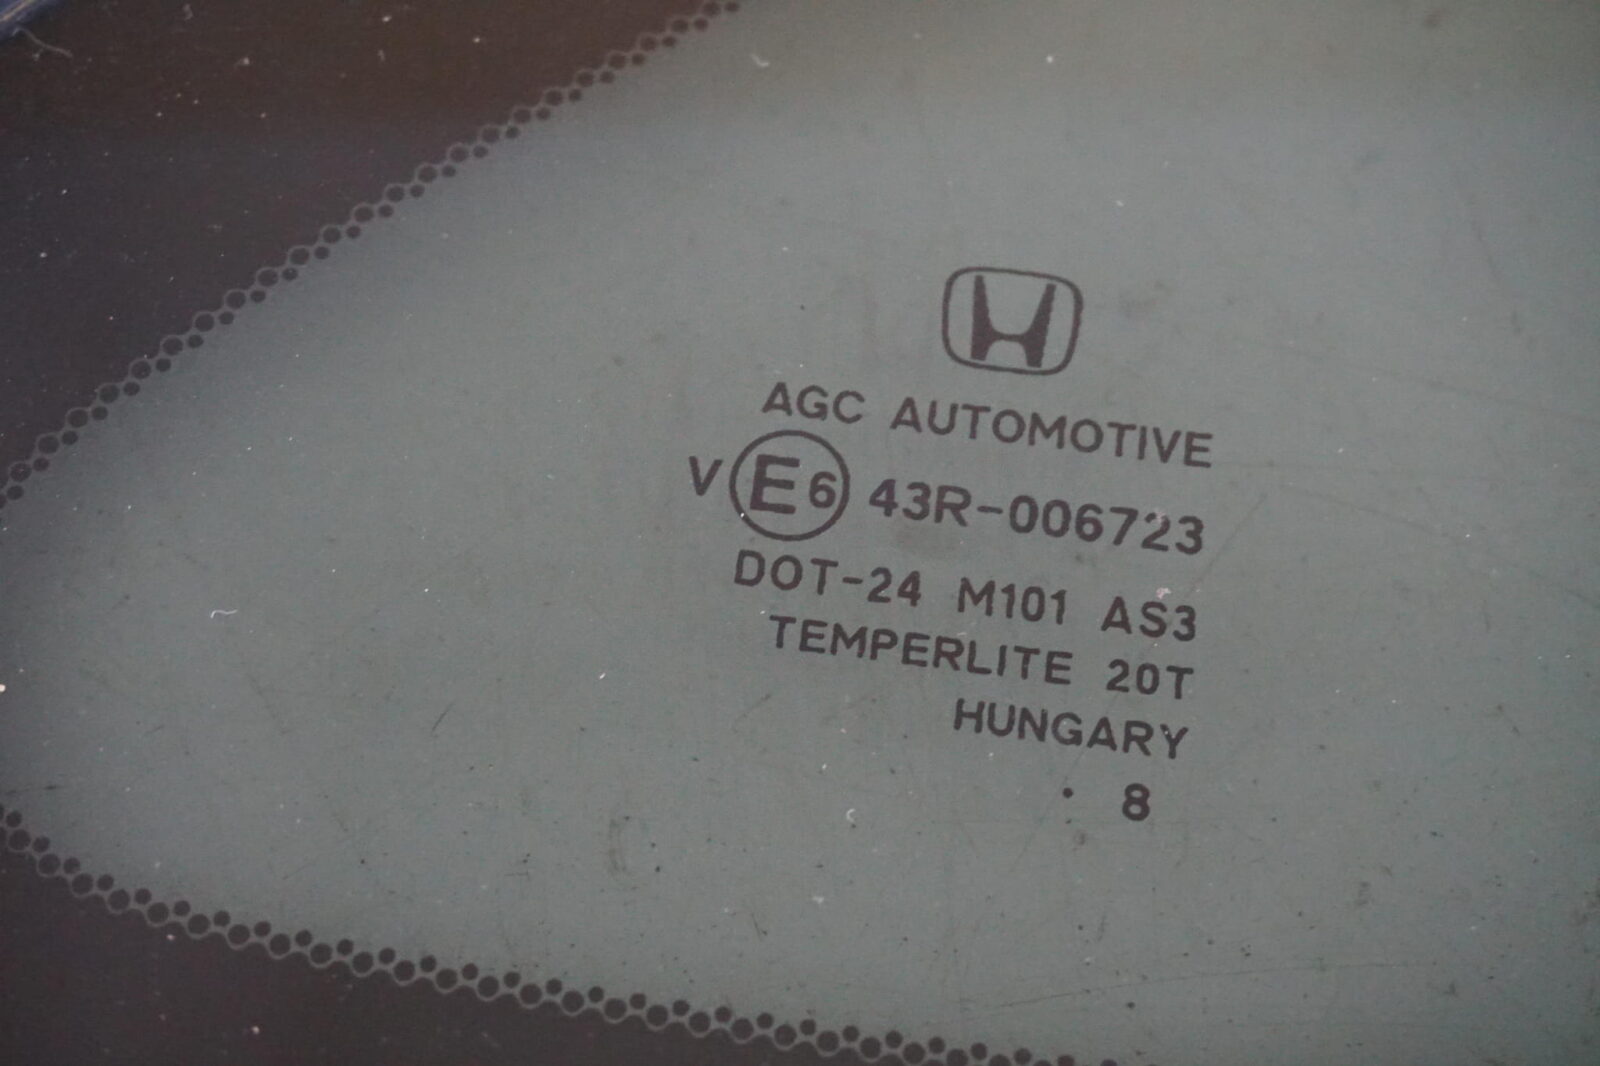 AGC AUTOMOTIVE
V E6 43R-006723
DOT-24 M101 AS3
TEMPERLITE 20T
HUNGARY
. 8